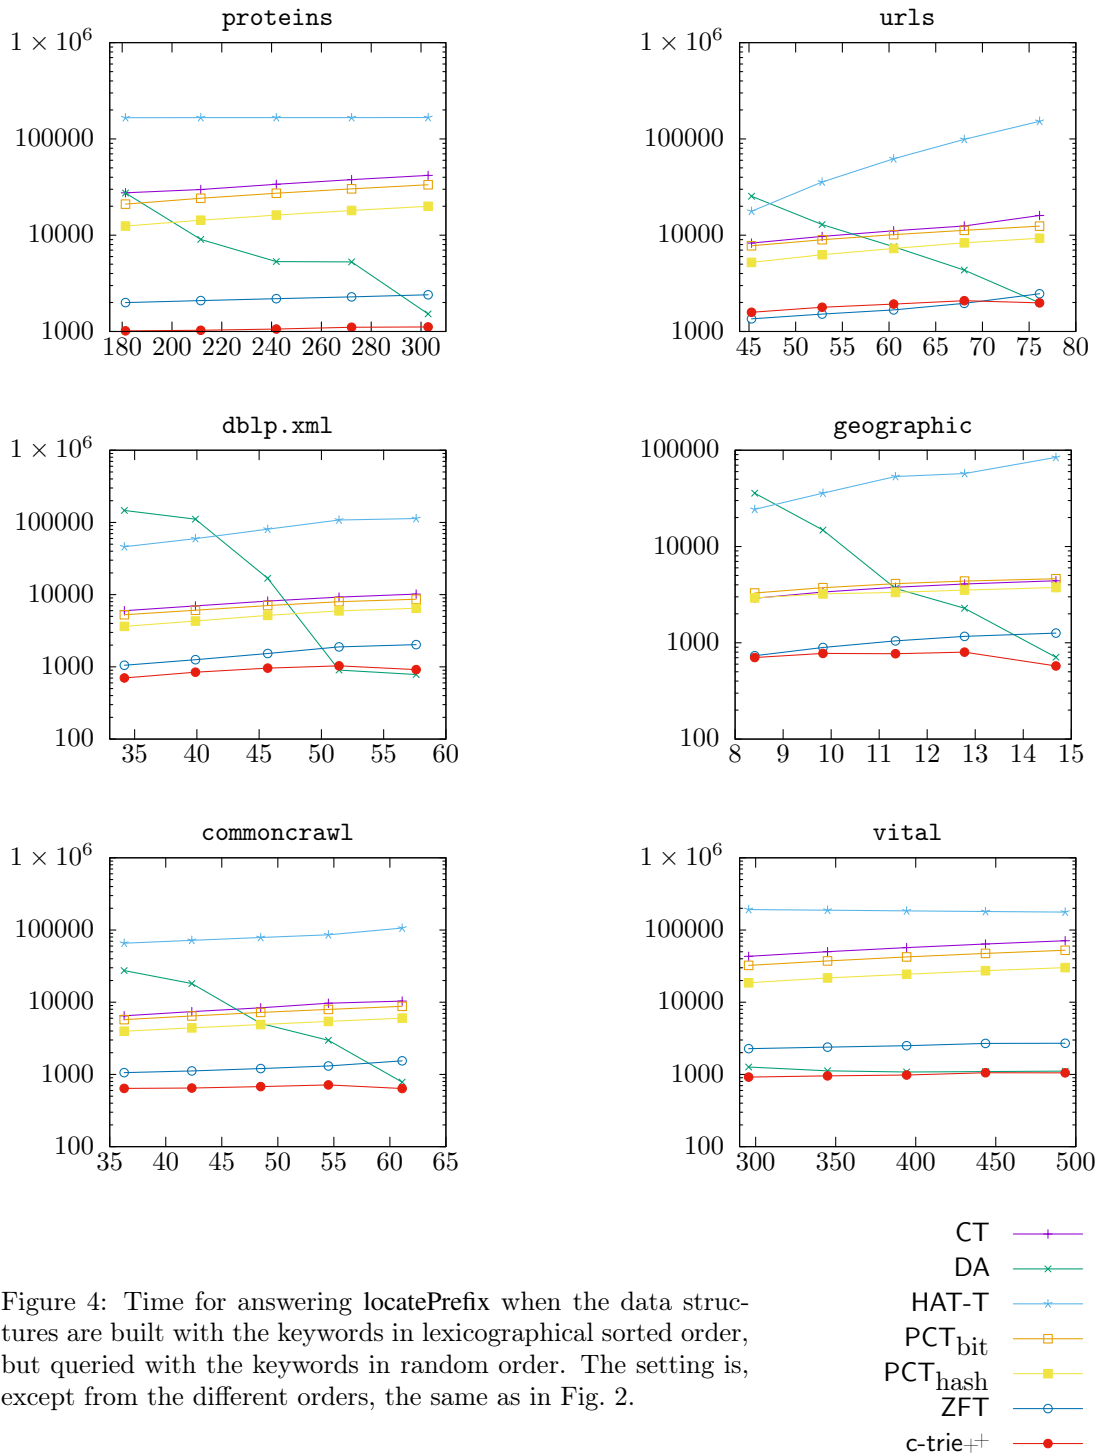 proteins
1 × 10^6
100000
10000
1000
180 200 220 240 260 280 300
urls
1 × 10^6
100000
10000
1000
45 50 55 60 65 70 75 80
dblp.xml
1 × 10^6
100000
10000
1000
100
35 40 45 50 55 60
geographic
100000
10000
1000
100
8 9 10 11 12 13 14 15
commoncrawl
1 × 10^6
100000
10000
1000
100
35 40 45 50 55 60 65
vital
1 × 10^6
100000
10000
1000
100
300 350 400 450 500
CT
DA
HAT-T
PCT_bit
PCT_hash
ZFT
c-trie++
Figure 4: Time for answering locatePrefix when the data struc-
tures are built with the keywords in lexicographical sorted order,
but queried with the keywords in random order. The setting is,
except from the different orders, the same as in Fig. 2.